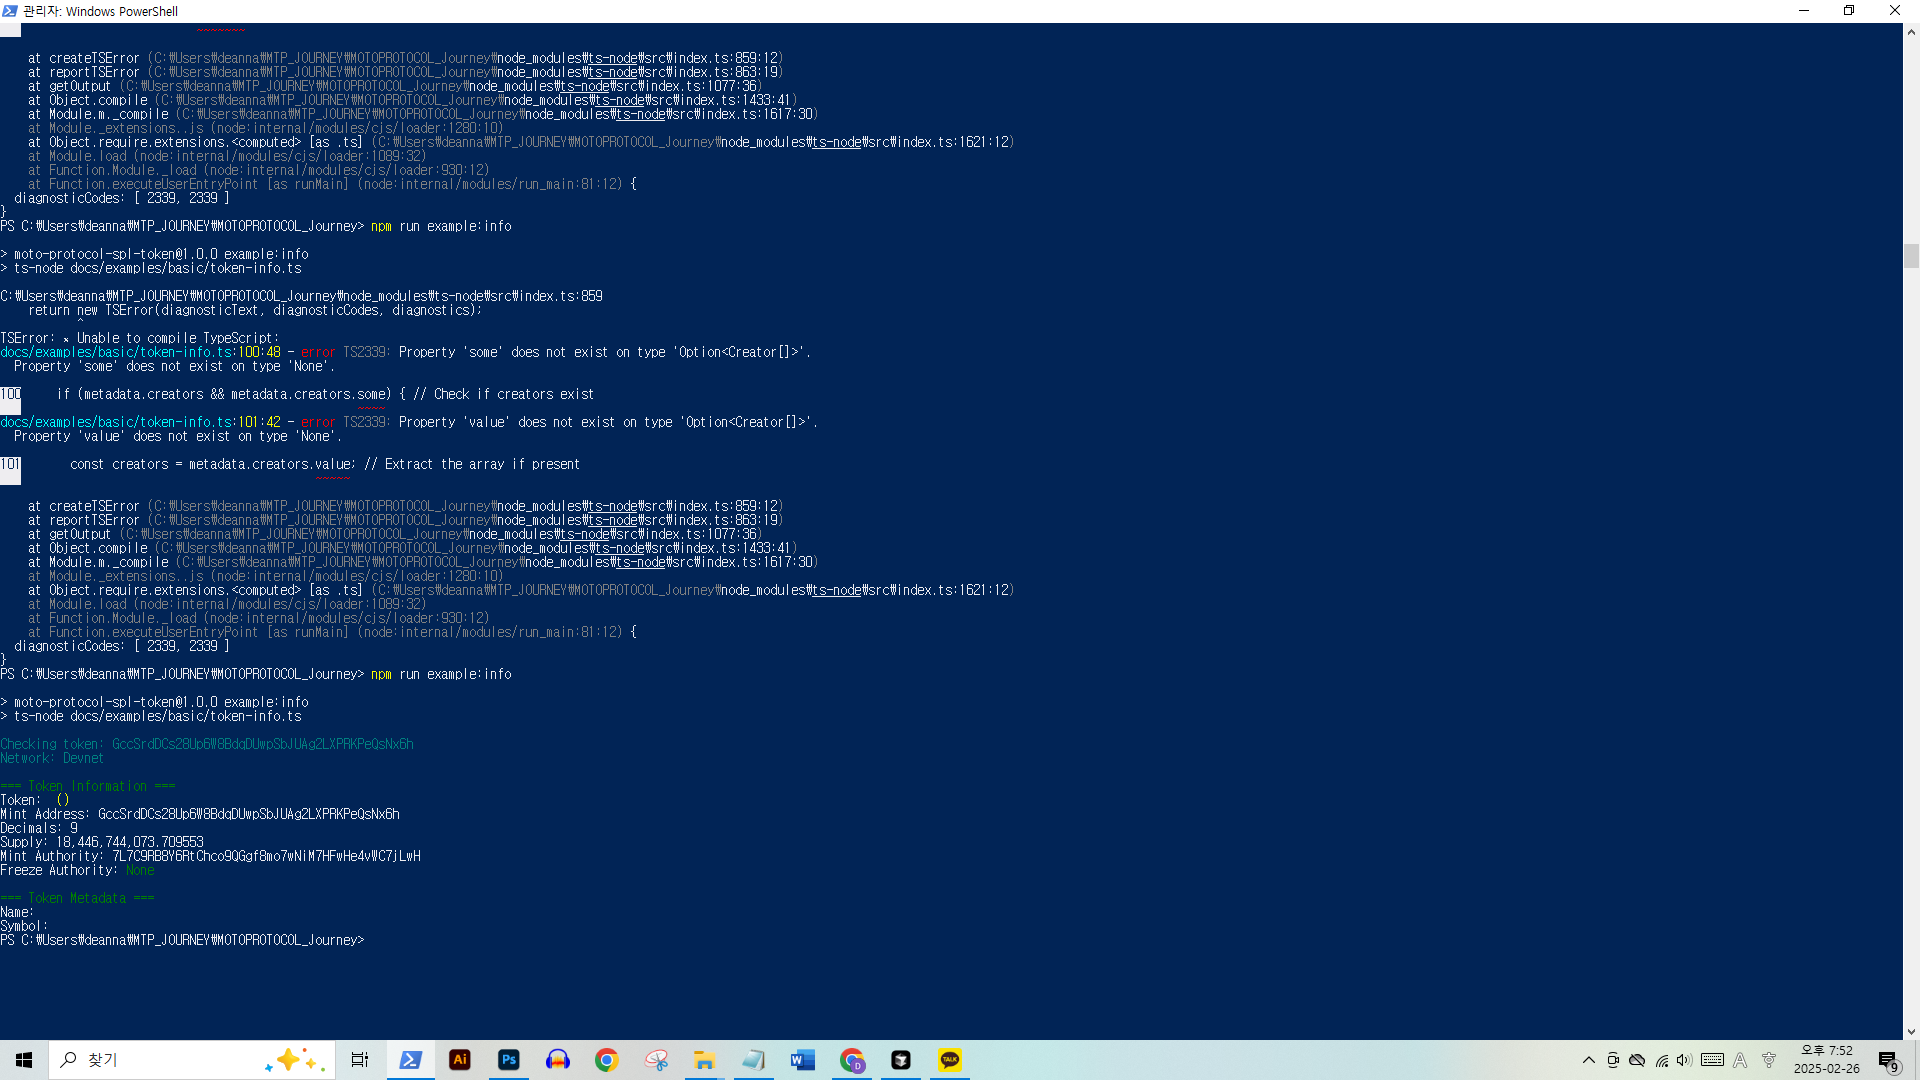 관리자: Windows PowerShell
~~~~~~~
at createTSError (C:\Users\deanna\MTP_JOURNEY\MOTOPROTOCOL_Journey\node_modules\ts-node\src\index.ts:859:12)
at reportTSError (C:\Users\deanna\MTP_JOURNEY\MOTOPROTOCOL_Journey\node_modules\ts-node\src\index.ts:863:19)
at getOutput (C:\Users\deanna\MTP_JOURNEY\MOTOPROTOCOL_Journey\node_modules\ts-node\src\index.ts:1077:36)
at Object.compile (C:\Users\deanna\MTP_JOURNEY\MOTOPROTOCOL_Journey\node_modules\ts-node\src\index.ts:1433:41)
at Module.m._compile (C:\Users\deanna\MTP_JOURNEY\MOTOPROTOCOL_Journey\node_modules\ts-node\src\index.ts:1617:30)
at Module._extensions..js (node:internal/modules/cjs/loader:1280:10)
at Object.require.extensions.<computed> [as .ts] (C:\Users\deanna\MTP_JOURNEY\MOTOPROTOCOL_Journey\node_modules\ts-node\src\index.ts:1621:12)
at Module.load (node:internal/modules/cjs/loader:1089:32)
at Function.Module._load (node:internal/modules/cjs/loader:930:12)
at Function.executeUserEntryPoint [as runMain] (node:internal/modules/run_main:81:12) {
diagnosticCodes: [ 2339, 2339 ]
}
PS C:\Users\deanna\MTP_JOURNEY\MOTOPROTOCOL_Journey> npm run example:info
> moto-protocol-spl-token@1.0.0 example:info
> ts-node docs/examples/basic/token-info.ts
C:\Users\deanna\MTP_JOURNEY\MOTOPROTOCOL_Journey\node_modules\ts-node\src\index.ts:859
return new TSError(diagnosticText, diagnosticCodes, diagnostics);
^
TSError: ⨯ Unable to compile TypeScript:
docs/examples/basic/token-info.ts:100:48 - error TS2339: Property 'some' does not exist on type 'Option<Creator[]>'.
Property 'some' does not exist on type 'None'.
100 if (metadata.creators && metadata.creators.some) { // Check if creators exist
~~~~
docs/examples/basic/token-info.ts:101:42 - error TS2339: Property 'value' does not exist on type 'Option<Creator[]>'.
Property 'value' does not exist on type 'None'.
101 const creators = metadata.creators.value; // Extract the array if present
~~~~~
at createTSError (C:\Users\deanna\MTP_JOURNEY\MOTOPROTOCOL_Journey\node_modules\ts-node\src\index.ts:859:12)
at reportTSError (C:\Users\deanna\MTP_JOURNEY\MOTOPROTOCOL_Journey\node_modules\ts-node\src\index.ts:863:19)
at getOutput (C:\Users\deanna\MTP_JOURNEY\MOTOPROTOCOL_Journey\node_modules\ts-node\src\index.ts:1077:36)
at Object.compile (C:\Users\deanna\MTP_JOURNEY\MOTOPROTOCOL_Journey\node_modules\ts-node\src\index.ts:1433:41)
at Module.m._compile (C:\Users\deanna\MTP_JOURNEY\MOTOPROTOCOL_Journey\node_modules\ts-node\src\index.ts:1617:30)
at Module._extensions..js (node:internal/modules/cjs/loader:1280:10)
at Object.require.extensions.<computed> [as .ts] (C:\Users\deanna\MTP_JOURNEY\MOTOPROTOCOL_Journey\node_modules\ts-node\src\index.ts:1621:12)
at Module.load (node:internal/modules/cjs/loader:1089:32)
at Function.Module._load (node:internal/modules/cjs/loader:930:12)
at Function.executeUserEntryPoint [as runMain] (node:internal/modules/run_main:81:12) {
diagnosticCodes: [ 2339, 2339 ]
}
PS C:\Users\deanna\MTP_JOURNEY\MOTOPROTOCOL_Journey> npm run example:info
> moto-protocol-spl-token@1.0.0 example:info
> ts-node docs/examples/basic/token-info.ts
Checking token: GccSrdDCs28Up6W8BdqDUwpSbJUAg2LXPRKPeQsNx6h
Network: Devnet
=== Token Information ===
Token: ()
Mint Address: GccSrdDCs28Up6W8BdqDUwpSbJUAg2LXPRKPeQsNx6h
Decimals: 9
Supply: 18,446,744,073.709553
Mint Authority: 7L7C9RB8Y6RtChco9QGgf8mo7wNiM7HFwHe4vWC7jLwH
Freeze Authority: None
=== Token Metadata ===
Name:
Symbol:
PS C:\Users\deanna\MTP_JOURNEY\MOTOPROTOCOL_Journey>
찾기
Ai
Ps
W
D
TALK
A
오후 7:52
2025-02-26
9